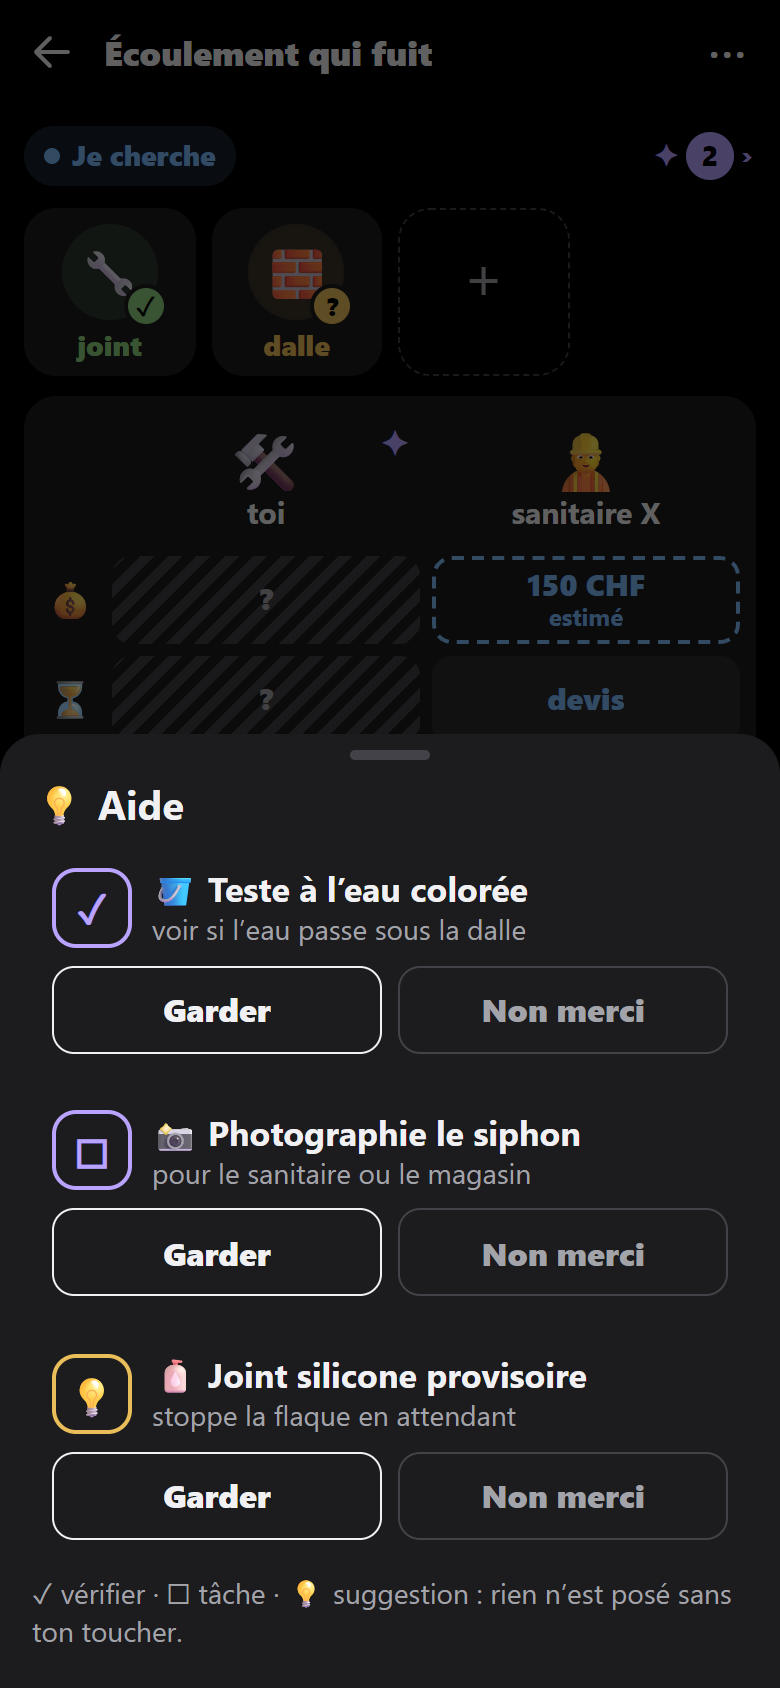 Écoulement qui fuit
Je cherche
2
joint
dalle
?
+
toi
sanitaire X
?
150 CHF
estimé
?
devis
Aide
Teste à l’eau colorée
voir si l’eau passe sous la dalle
Garder
Non merci
Photographie le siphon
pour le sanitaire ou le magasin
Garder
Non merci
Joint silicone provisoire
stoppe la flaque en attendant
Garder
Non merci
✓ vérifier · ☐ tâche · 💡 suggestion : rien n’est posé sans
ton toucher.